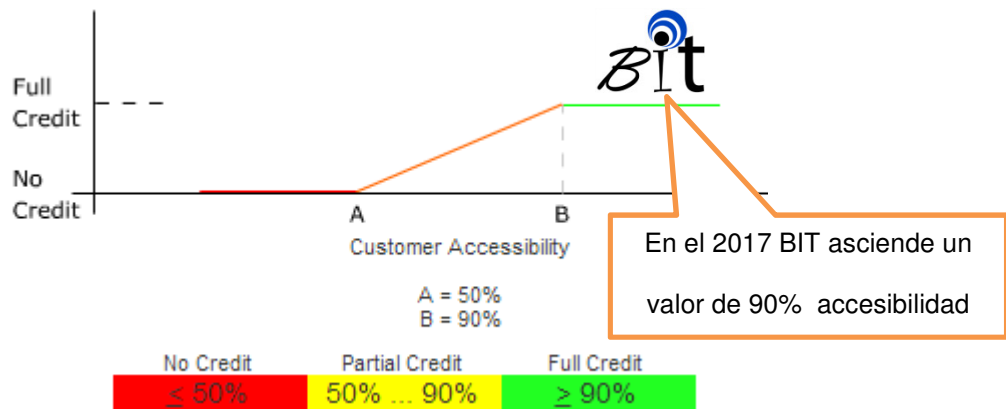 BIt
Full
Credit
No
Credit
A
B
Customer Accessibility
A = 50%
B = 90%
En el 2017 BIT asciende un
valor de 90% accesibilidad
No Credit Partial Credit Full Credit
≤ 50% 50% ... 90% ≥ 90%